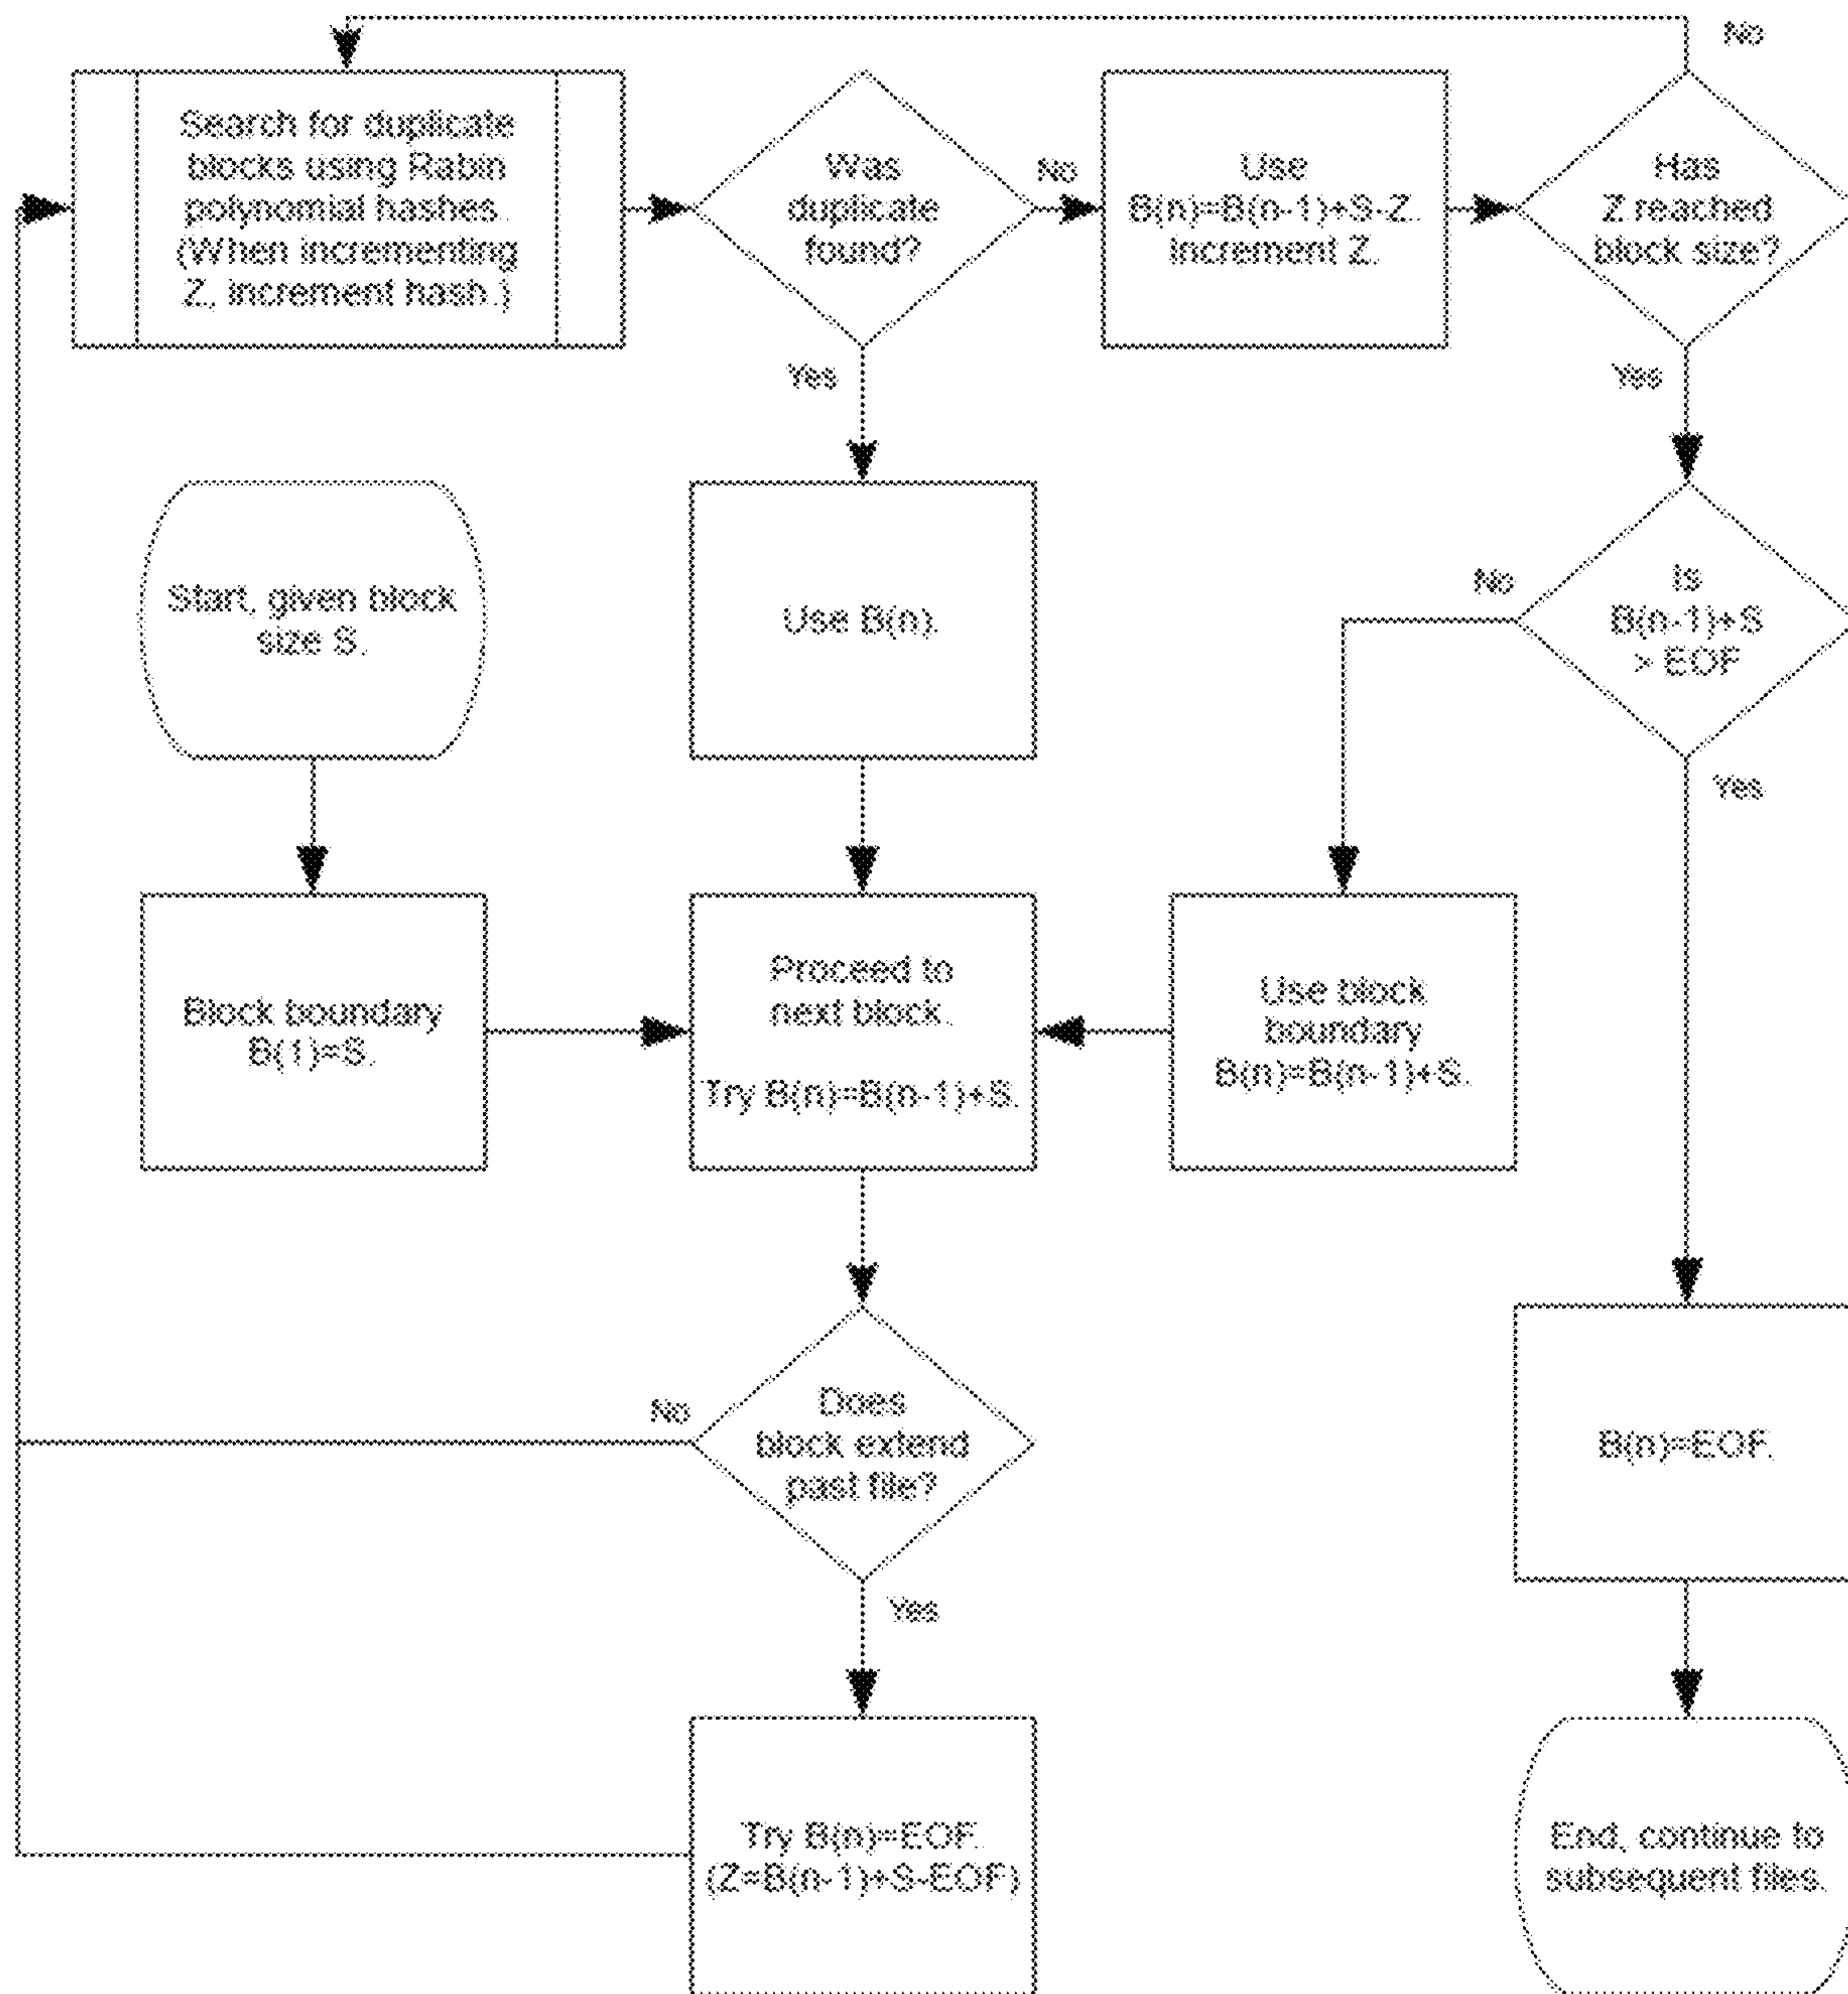 No
Search for duplicate
blocks using Rabin
polynomial hashes.
(When incrementing
Z, increment hash.)
Was
duplicate
found?
No
Use
B(n)=B(n-1)+S-Z.
increment Z.
Has
Z reached
block size?
Yes
Yes
Start, given block
size S.
Use B(n).
No
Is
B(n-1)+S
> EOF
Yes
Block boundary
B(1)=S.
Proceed to
next block.
Try B(n)=B(n-1)+S.
Use block
boundary
B(n)=B(n-1)+S.
No
Does
block extend
past file?
B(n)=EOF.
Yes
Try B(n)=EOF.
(Z=B(n-1)+S-EOF)
End, continue to
subsequent files.